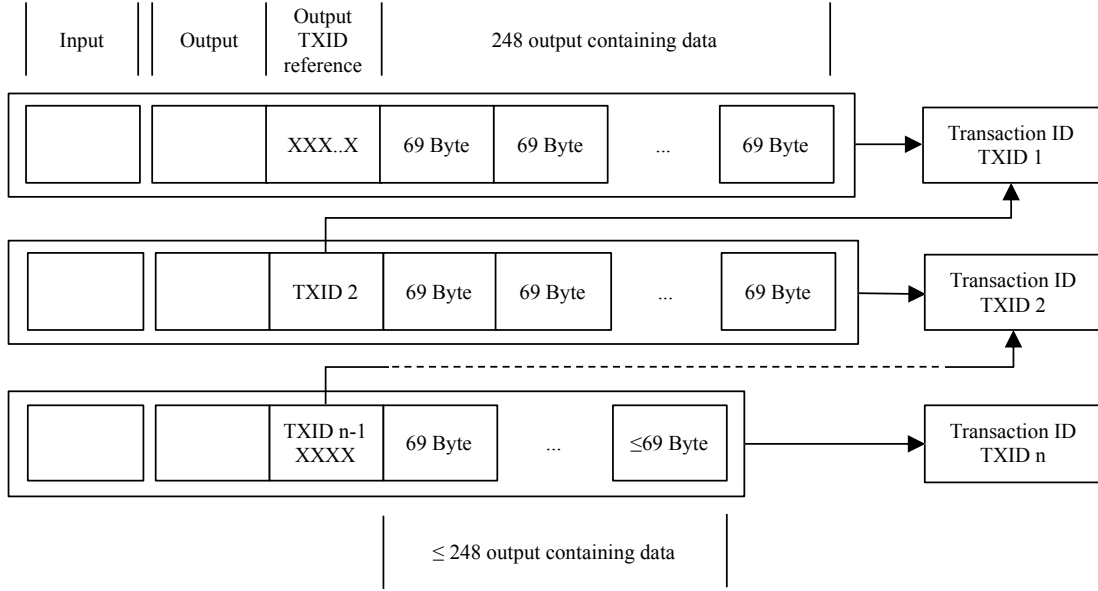 Input
Output
Output
TXID
reference
248 output containing data
XXX..X
69 Byte
69 Byte
...
69 Byte
Transaction ID
TXID 1
TXID 2
69 Byte
69 Byte
...
69 Byte
Transaction ID
TXID 2
TXID n-1
XXXX
69 Byte
...
≤69 Byte
Transaction ID
TXID n
≤ 248 output containing data